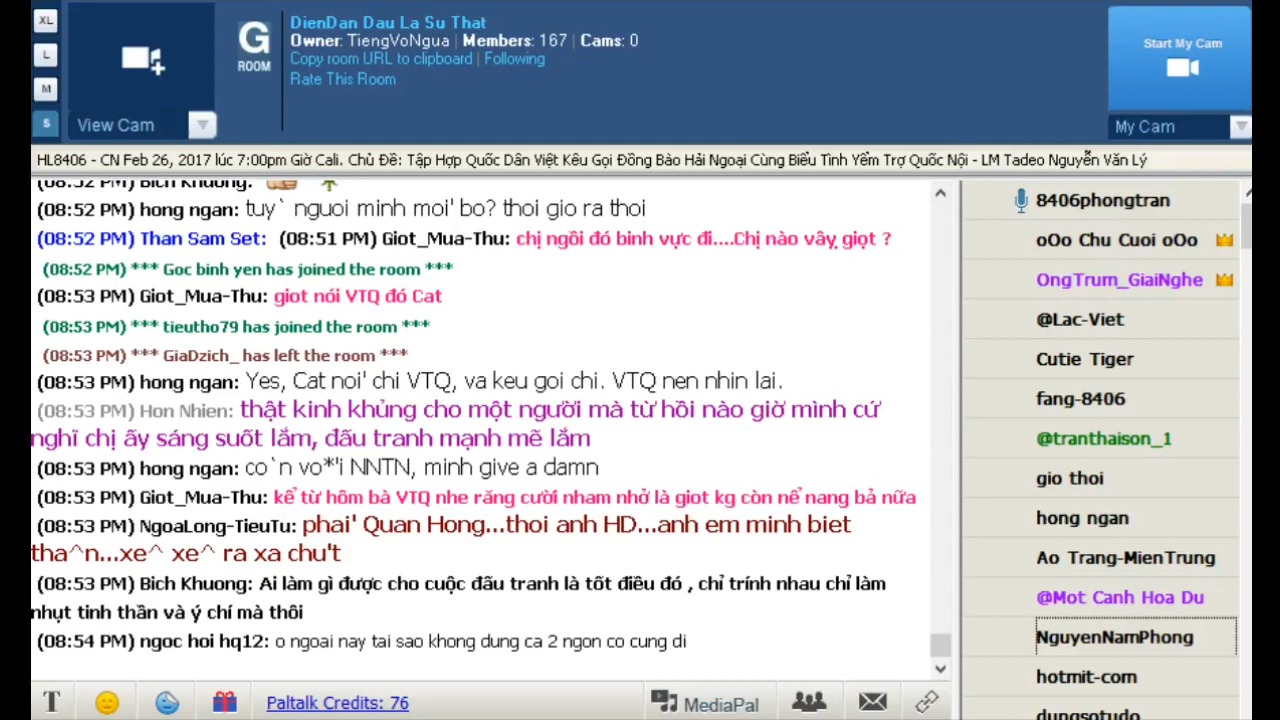 XL
L
M
S
View Cam
G
ROOM
DienDan Dau La Su That
Owner: TiengVoNgua | Members: 167 | Cams: 0
Copy room URL to clipboard | Following
Rate This Room
Start My Cam
My Cam
HL8406 - CN Feb 26, 2017 lúc 7:00pm Giờ Cali. Chủ Đề: Tập Hợp Quốc Dân Việt Kêu Gọi Đồng Bào Hải Ngoại Cùng Biểu Tình Yểm Trợ Quốc Nội - LM Tadeo Nguyễn Văn Lý
(08:52 PM) Bich Khuong:
(08:52 PM) hong ngan: tuy` nguoi minh moi' bo? thoi gio ra thoi
(08:52 PM) Than Sam Set: (08:51 PM) Giot_Mua-Thu: chị ngồi đó binh vực đi....Chị nào vậy giọt ?
(08:52 PM) *** Goc binh yen has joined the room ***
(08:53 PM) Giot_Mua-Thu: giot nói VTQ đó Cat
(08:53 PM) *** tieutho79 has joined the room ***
(08:53 PM) *** GiaDzich_ has left the room ***
(08:53 PM) hong ngan: Yes, Cat noi' chi VTQ, va keu goi chi. VTQ nen nhin lai.
(08:53 PM) Hon Nhien: thật kinh khủng cho một người mà từ hồi nào giờ mình cứ
nghĩ chị ấy sáng suốt lắm, đấu tranh mạnh mẽ lắm
(08:53 PM) hong ngan: co`n vo*'i NNTN, minh give a damn
(08:53 PM) Giot_Mua-Thu: kể từ hôm bà VTQ nhe răng cười nham nhở là giot kg còn nể nang bả nữa
(08:53 PM) NgoaLong-TieuTu: phai' Quan Hong...thoi anh HD...anh em minh biet
tha^n...xe^ xe^ ra xa chu't
(08:53 PM) Bich Khuong: Ai làm gì được cho cuộc đấu tranh là tốt điêu đó , chỉ trính nhau chỉ làm
nhụt tinh thần và ý chí mà thôi
(08:54 PM) ngoc hoi hq12: o ngoai nay tai sao khong dung ca 2 ngon co cung di
8406phongtran
oOo Chu Cuoi oOo
OngTrum_GiaiNghe
@Lac-Viet
Cutie Tiger
fang-8406
@tranthaison_1
gio thoi
hong ngan
Ao Trang-MienTrung
@Mot Canh Hoa Du
NguyenNamPhong
hotmit-com
dungsotudo
T
Paltalk Credits: 76
MediaPal